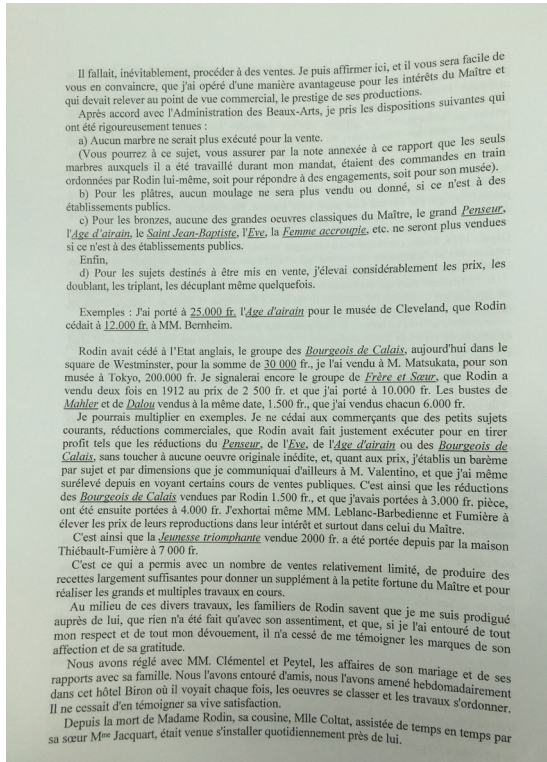 Il fallait, inévitablement, procéder à des ventes. Je puis affirmer ici, et il vous sera facile de
vous en convaincre, que j'ai opéré d'une manière avantageuse pour les intérêts du Maître et
qui devait relever au point de vue commercial, le prestige de ses productions.
Après accord avec l'Administration des Beaux-Arts, je pris les dispositions suivantes qui
ont été rigoureusement tenues :
a) Aucun marbre ne serait plus exécuté pour la vente.
(Vous pourrez à ce sujet, vous assurer par la note annexée à ce rapport que les seuls
marbres auxquels il a été travaillé durant mon mandat, étaient des commandes en train
ordonnées par Rodin lui-même, soit pour répondre à des engagements, soit pour son musée).
b) Pour les plâtres, aucun moulage ne sera plus vendu ou donné, si ce n'est à des
établissements publics.
c) Pour les bronzes, aucune des grandes oeuvres classiques du Maître, le grand Penseur,
l'Age d'airain, le Saint Jean-Baptiste, l'Eve, la Femme accroupie, etc. ne seront plus vendues
si ce n'est à des établissements publics.
Enfin,
d) Pour les sujets destinés à être mis en vente, j'élevai considérablement les prix, les
doublant, les triplant, les décuplant même quelquefois.
Exemples : J'ai porté à 25.000 fr. l'Age d'airain pour le musée de Cleveland, que Rodin
cédait à 12.000 fr. à MM. Bernheim.
Rodin avait cédé à l'Etat anglais, le groupe des Bourgeois de Calais, aujourd'hui dans le
square de Westminster, pour la somme de 30 000 fr., je l'ai vendu à M. Matsukata, pour son
musée à Tokyo, 200.000 fr. Je signalerai encore le groupe de Frère et Sœur, que Rodin a
vendu deux fois en 1912 au prix de 2 500 fr. et que j'ai porté à 10.000 fr. Les bustes de
Mahler et de Dalou vendus à la même date, 1.500 fr., que j'ai vendus chacun 6.000 fr.
Je pourrais multiplier en exemples. Je ne cédai aux commerçants que des petits sujets
courants, réductions commerciales, que Rodin avait fait justement exécuter pour en tirer
profit tels que les réductions du Penseur, de l'Eve, de l'Age d'airain ou des Bourgeois de
Calais, sans toucher à aucune oeuvre originale inédite, et, quant aux prix, j'établis un barème
par sujet et par dimensions que je communiquai d'ailleurs à M. Valentino, et que j'ai même
surélevé depuis en voyant certains cours de ventes publiques. C'est ainsi que les réductions
des Bourgeois de Calais vendues par Rodin 1.500 fr., et que j'avais portées à 3.000 fr. pièce,
ont été ensuite portées à 4.000 fr. J'exhortai même MM. Leblanc-Barbedienne et Fumière à
élever les prix de leurs reproductions dans leur intérêt et surtout dans celui du Maître.
C'est ainsi que la Jeunesse triomphante vendue 2000 fr. a été portée depuis par la maison
Thiébault-Fumière à 7 000 fr.
C'est ce qui a permis avec un nombre de ventes relativement limité, de produire des
recettes largement suffisantes pour donner un supplément à la petite fortune du Maître et pour
réaliser les grands et multiples travaux en cours.
Au milieu de ces divers travaux, les familiers de Rodin savent que je me suis prodigué
auprès de lui, que rien n'a été fait qu'avec son assentiment, et que, si je l'ai entouré de tout
mon respect et de tout mon dévouement, il n'a cessé de me témoigner les marques de son
affection et de sa gratitude.
Nous avons réglé avec MM. Clémentel et Peytel, les affaires de son mariage et de ses
rapports avec sa famille. Nous l'avons entouré d'amis, nous l'avons amené hebdomadairement
dans cet hôtel Biron où il voyait chaque fois, les oeuvres se classer et les travaux s'ordonner.
Il ne cessait d'en témoigner sa vive satisfaction.
Depuis la mort de Madame Rodin, sa cousine, Mlle Coltat, assistée de temps en temps par
sa sœur Mme Jacquart, était venue s'installer quotidiennement près de lui.